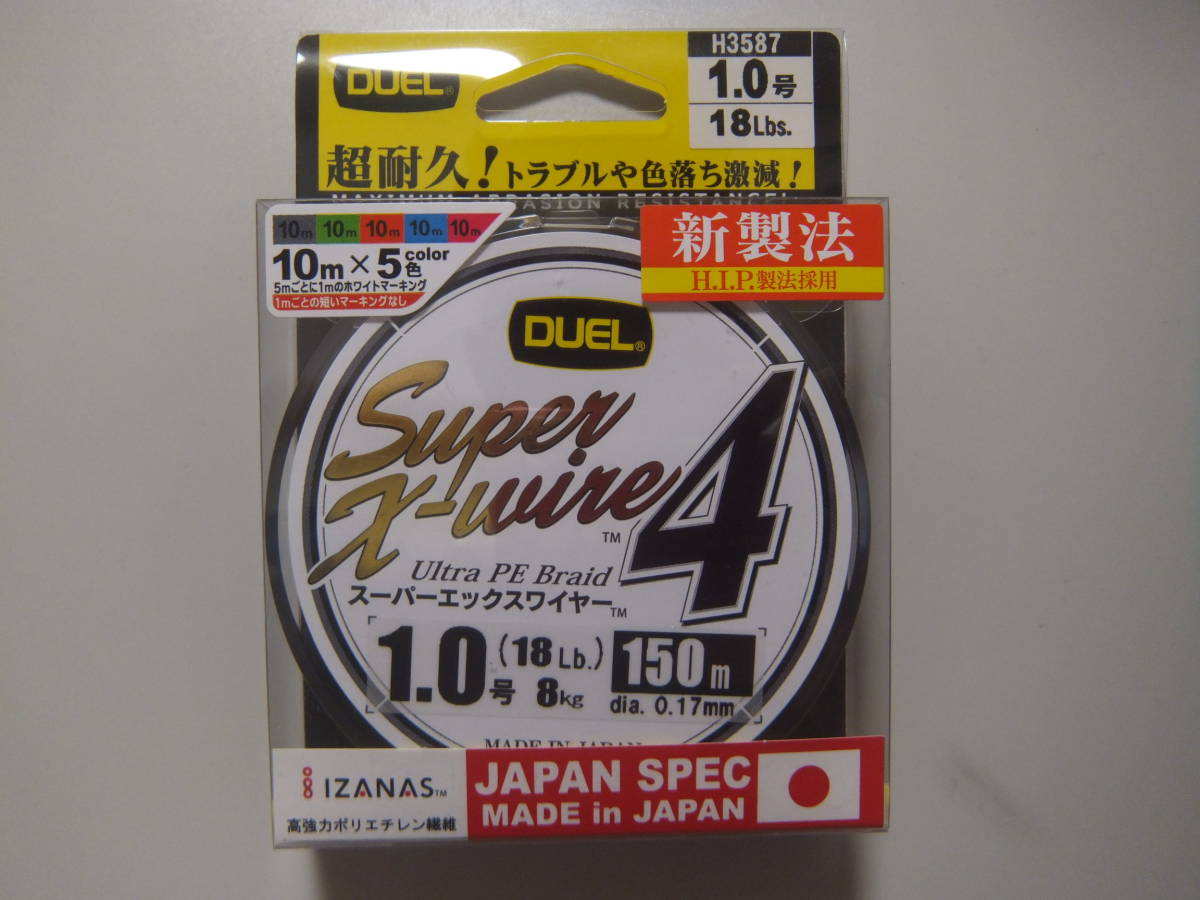 DUEL®
H3587
1.0号
18Lbs.
超耐久！トラブルや色落ち激減！
MAXIMUM ABRASION RESISTANCE!
10m 10m 10m 10m 10m
10m×5color色
5mごとに1mのホワイトマーキング
1mごとの短いマーキングなし
新製法
H.I.P.製法採用
DUEL®
Super
X-wire™4
Ultra PE Braid
スーパーエックスワイヤー™
1.0号 (18Lb.) 8kg
150m
dia. 0.17mm
MADE IN JAPAN
IZANAS™
高強力ポリエチレン繊維
JAPAN SPEC
MADE in JAPAN